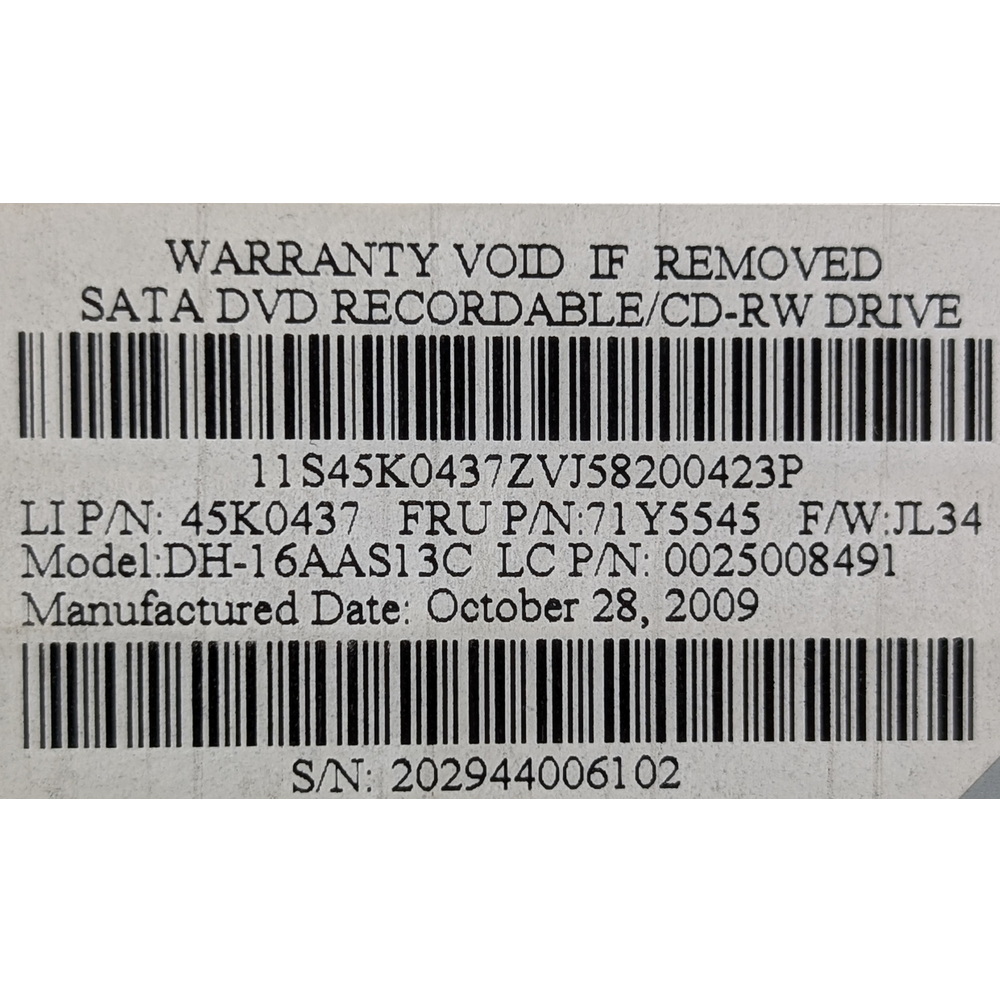 WARRANTY VOID IF REMOVED
SATA DVD RECORDABLE/CD-RW DRIVE
11S45K0437ZVJ58200423P
LI P/N: 45K0437 FRU P/N:71Y5545 F/W:JL34
Model:DH-16AAS13C LC P/N: 0025008491
Manufactured Date: October 28, 2009
S/N: 202944006102